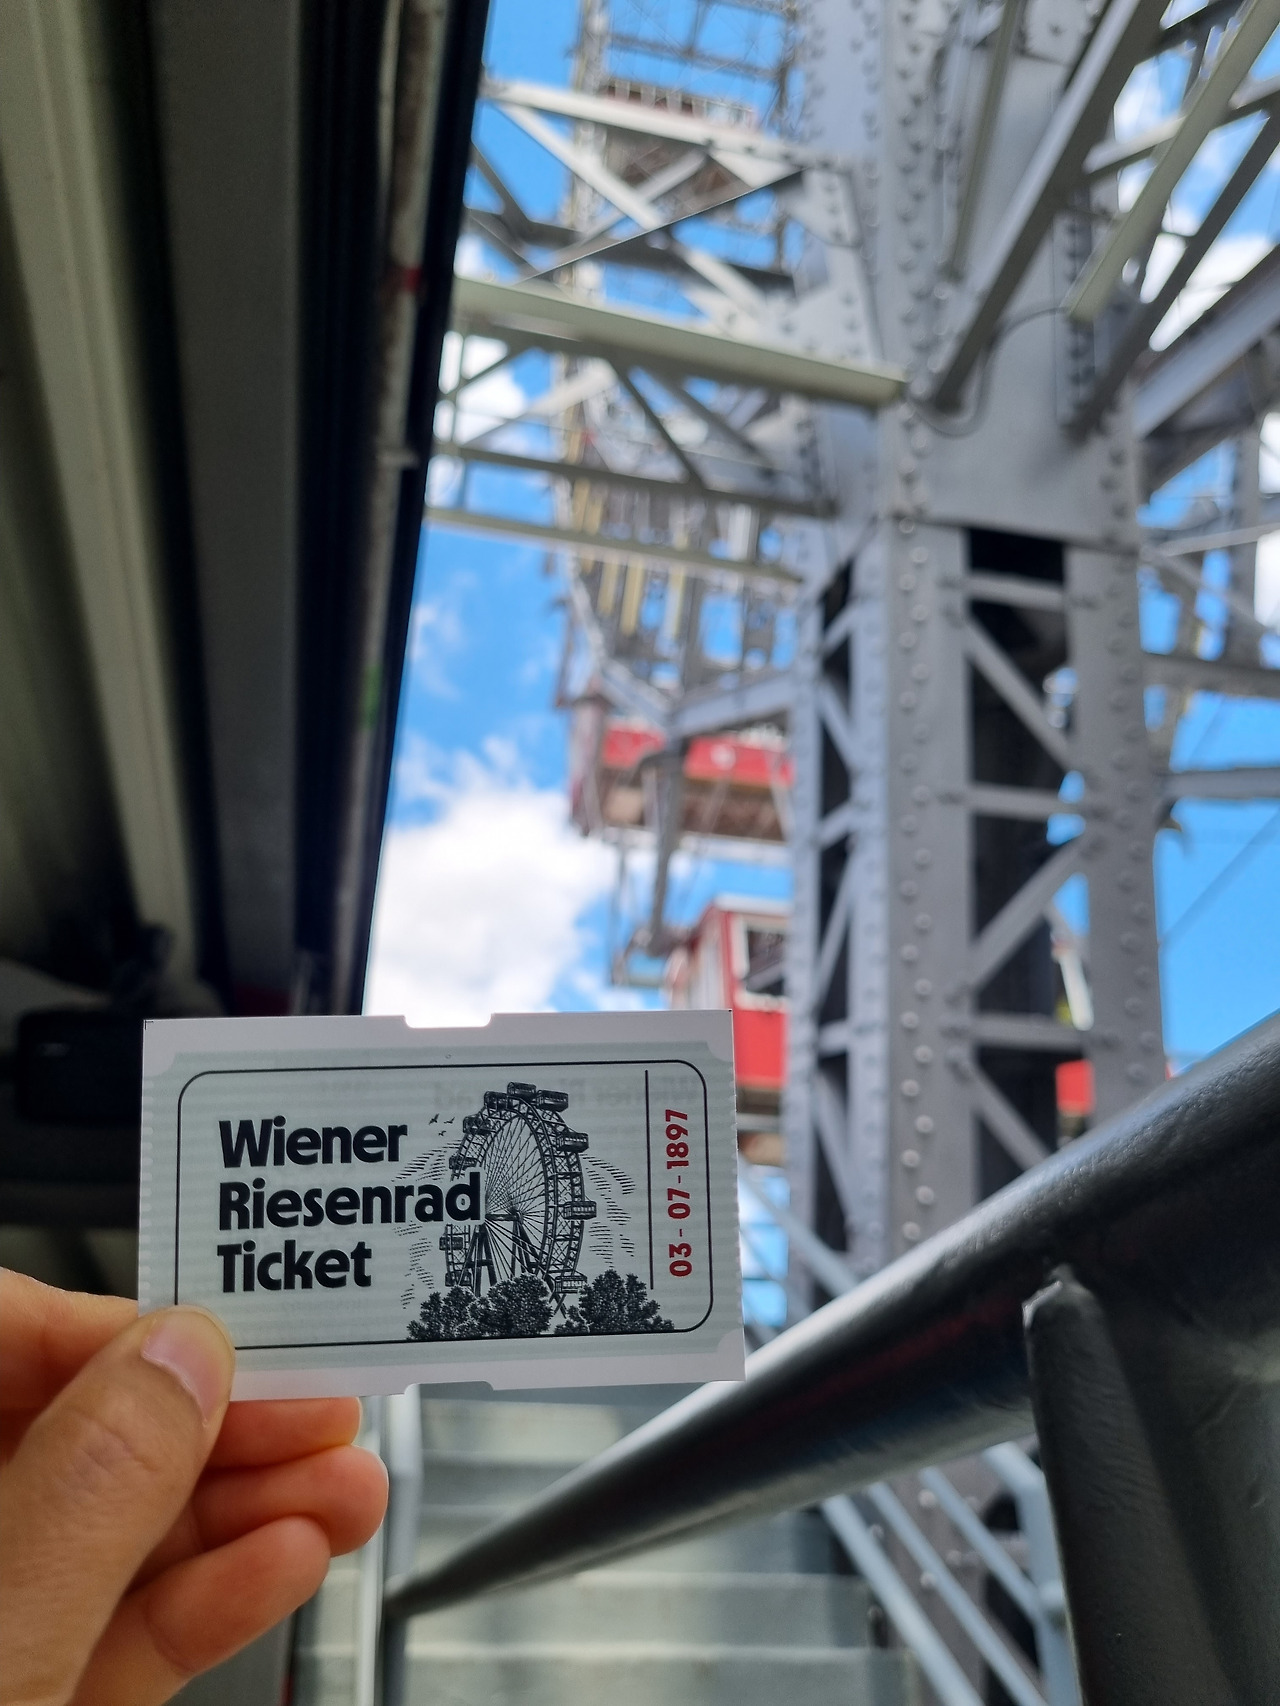 Wiener
Riesenrad
Ticket
03-07-1897